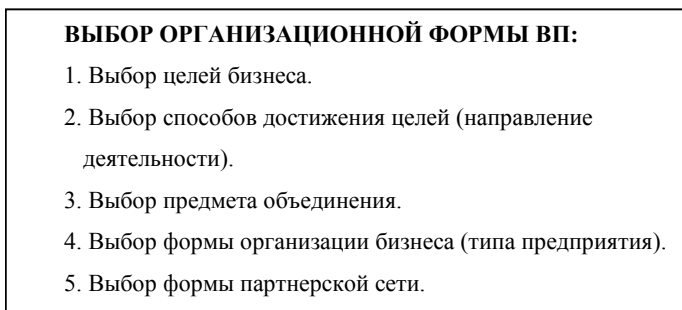 ВЫБОР ОРГАНИЗАЦИОННОЙ ФОРМЫ ВП:
1. Выбор целей бизнеса.
2. Выбор способов достижения целей (направление
деятельности).
3. Выбор предмета объединения.
4. Выбор формы организации бизнеса (типа предприятия).
5. Выбор формы партнерской сети.